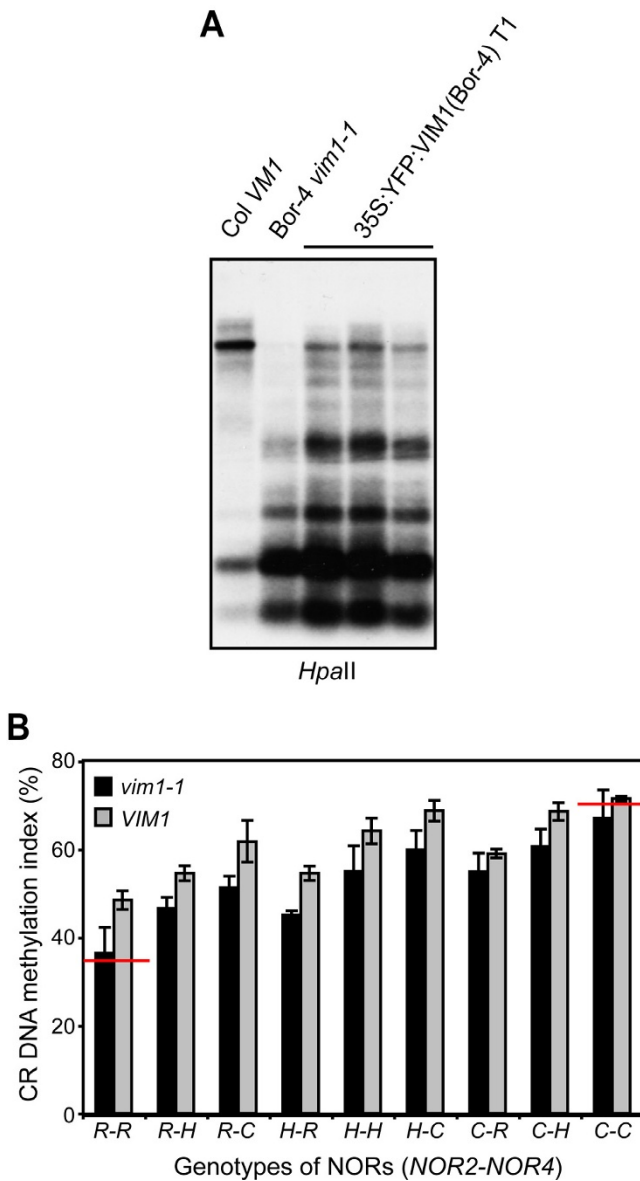 A
Col VM1
Bor-4 vim1-1
35S:YFP:VIM1(Bor-4) T1
HpaII
B
CR DNA methylation index (%)
80
60
40
20
0
vim1-1
VIM1
R-R R-H R-C H-R H-H H-C C-R C-H C-C
Genotypes of NORs (NOR2-NOR4)